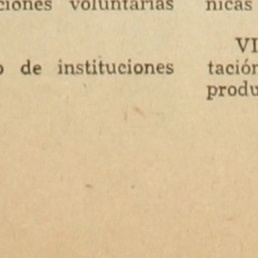 ciones voluntarias
o de instituciones
nicas
VI
tación
produ